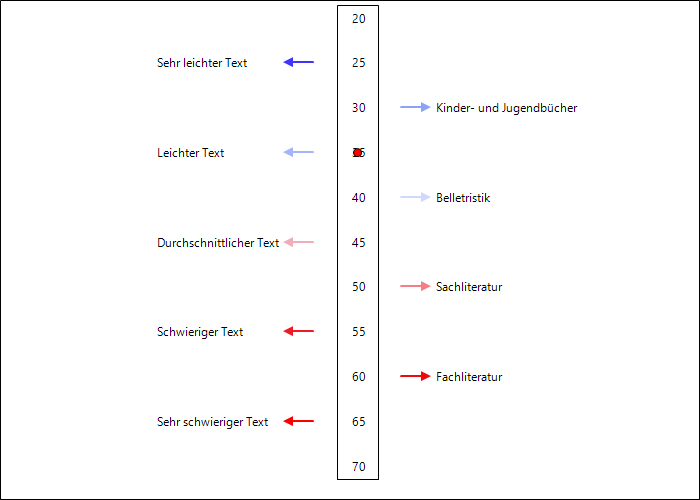 20
Sehr leichter Text 25
30 Kinder- und Jugendbücher
Leichter Text 35
40 Belletristik
Durchschnittlicher Text 45
50 Sachliteratur
Schwieriger Text 55
60 Fachliteratur
Sehr schwieriger Text 65
70